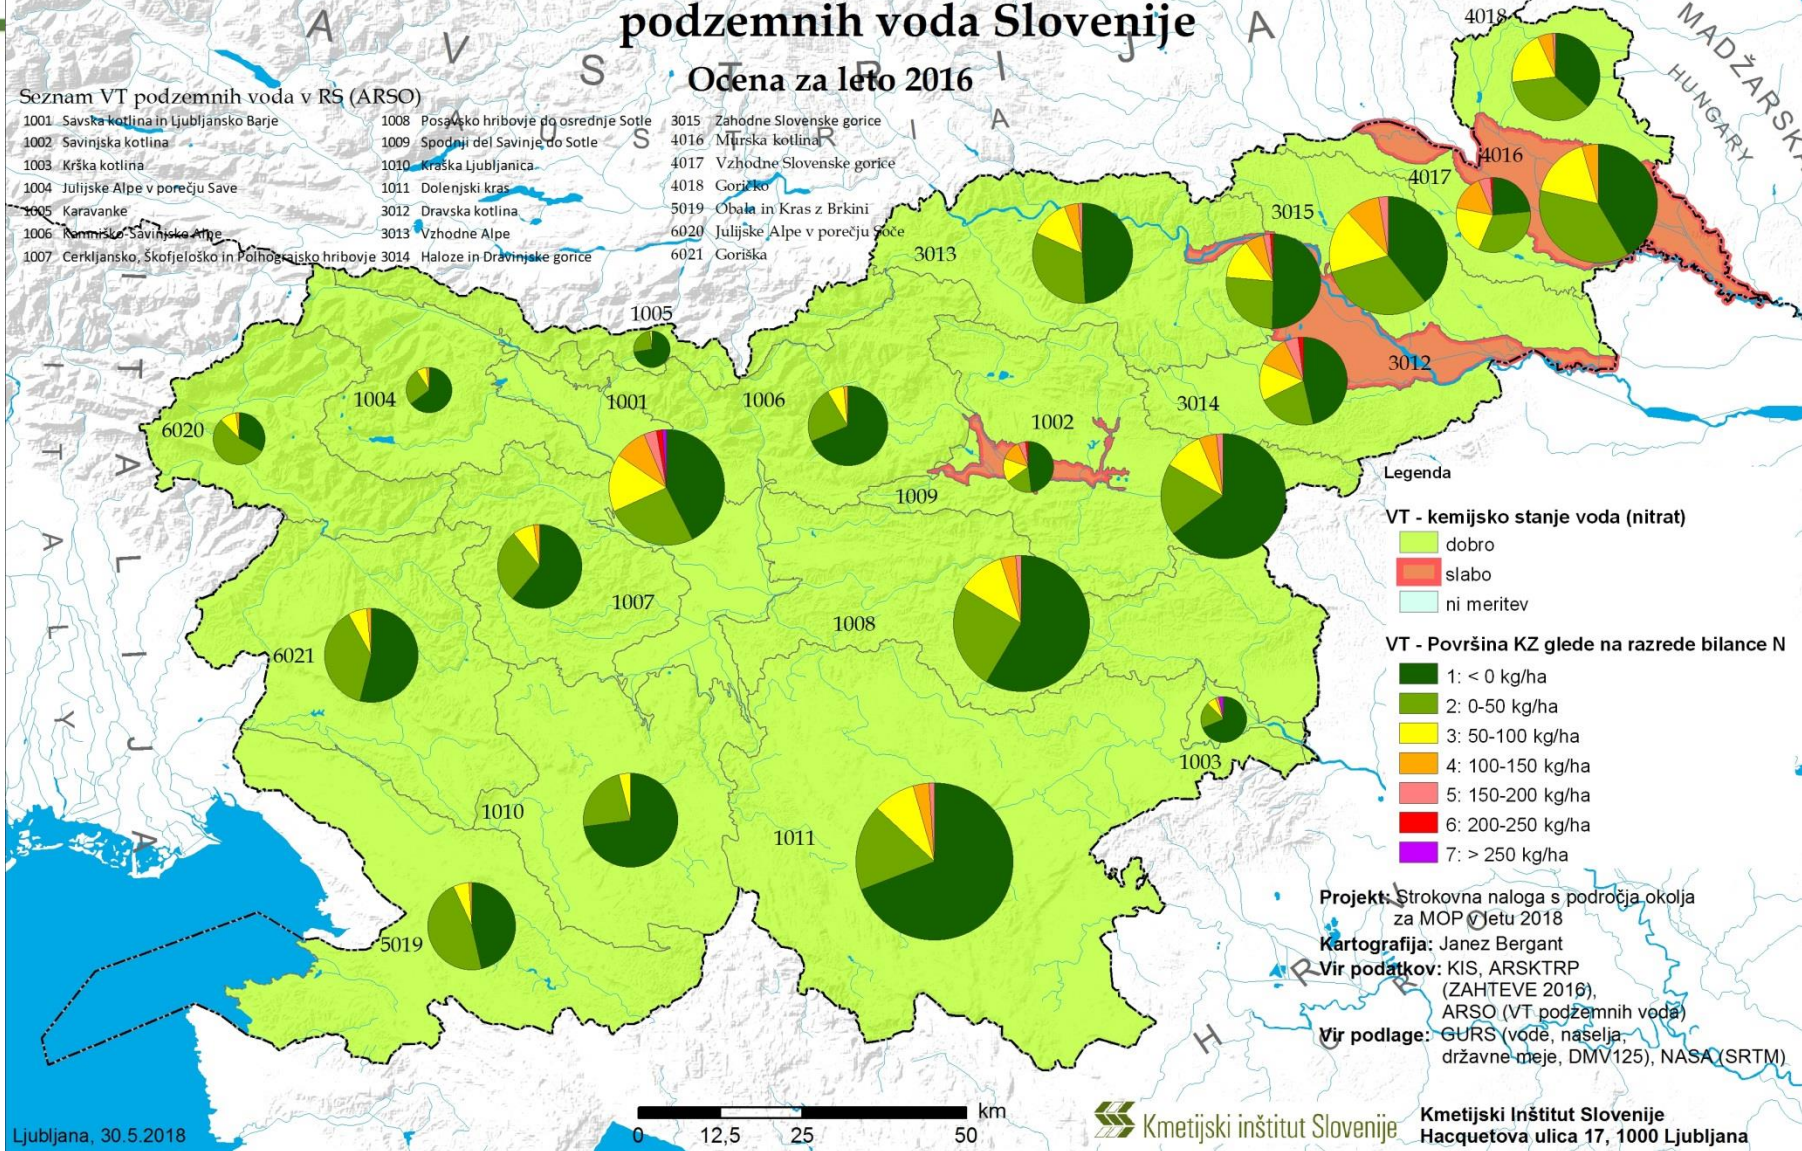 podzemnih voda Slovenije
Ocena za leto 2016
Seznam VT podzemnih voda v RS (ARSO)
1001 Savska kotlina in Ljubljansko Barje
1002 Savinjska kotlina
1003 Krška kotlina
1004 Julijske Alpe v porečju Save
1005 Karavanke
1006 Kamniško-Savinjske Alpe
1007 Cerkljansko, Škofjeloško in Polhograjsko hribovje
1008 Posavsko hribovje do osrednje Sotle
1009 Spodnji del Savinje do Sotle
1010 Kraška Ljubljanica
1011 Dolenjski kras
3012 Dravska kotlina
3013 Vzhodne Alpe
3014 Haloze in Dravinjske gorice
3015 Zahodne Slovenske gorice
4016 Murska kotlina
4017 Vzhodne Slovenske gorice
4018 Goričko
5019 Obala in Kras z Brkini
6020 Julijske Alpe v porečju Soče
6021 Goriška
AVSTRIJA
AUSTRIA
MADŽARSKA
HUNGARY
ITALIJA
ITALY
4018
4016
4017
3015
3013
3012
3014
1005
1004
1001
1006
1002
6020
1009
1007
1008
6021
1003
1010
1011
5019
Legenda
VT - kemijsko stanje voda (nitrat)
dobro
slabo
ni meritev
VT - Površina KZ glede na razrede bilance N
1: < 0 kg/ha
2: 0-50 kg/ha
3: 50-100 kg/ha
4: 100-150 kg/ha
5: 150-200 kg/ha
6: 200-250 kg/ha
7: > 250 kg/ha
Projekt: Strokovna naloga s področja okolja
za MOP v letu 2018
Kartografija: Janez Bergant
Vir podatkov: KIS, ARSKTRP
(ZAHTEVE 2016),
ARSO (VT podzemnih voda)
Vir podlage: GURS (vode, naselja,
državne meje, DMV125), NASA (SRTM)
km
0 12,5 25 50
Ljubljana, 30.5.2018
Kmetijski inštitut Slovenije
Kmetijski Inštitut Slovenije
Hacquetova ulica 17, 1000 Ljubljana